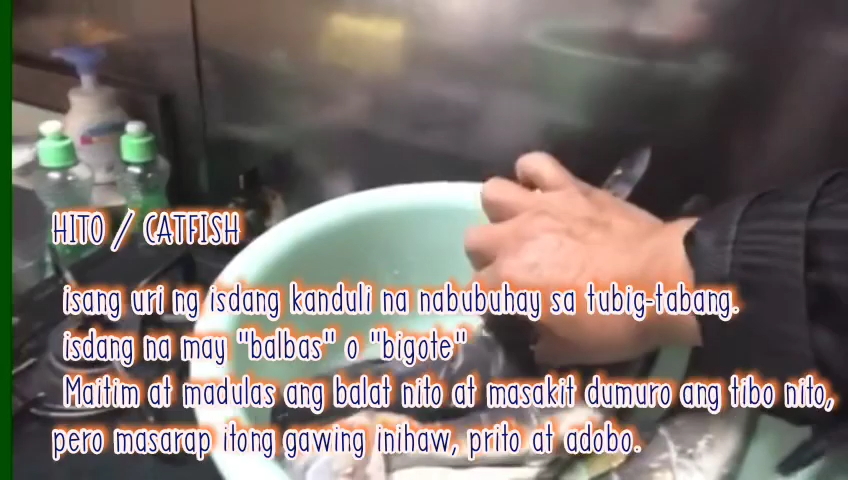 HITO / CATFISH
isang uri ng isdang kanduli na nabubuhay sa tubig-tabang.
isdang na may "balbas" o "bigote"
Maitim at madulas ang balat nito at masakit dumuro ang tibo nito,
pero masarap itong gawing inihaw, prito at adobo.